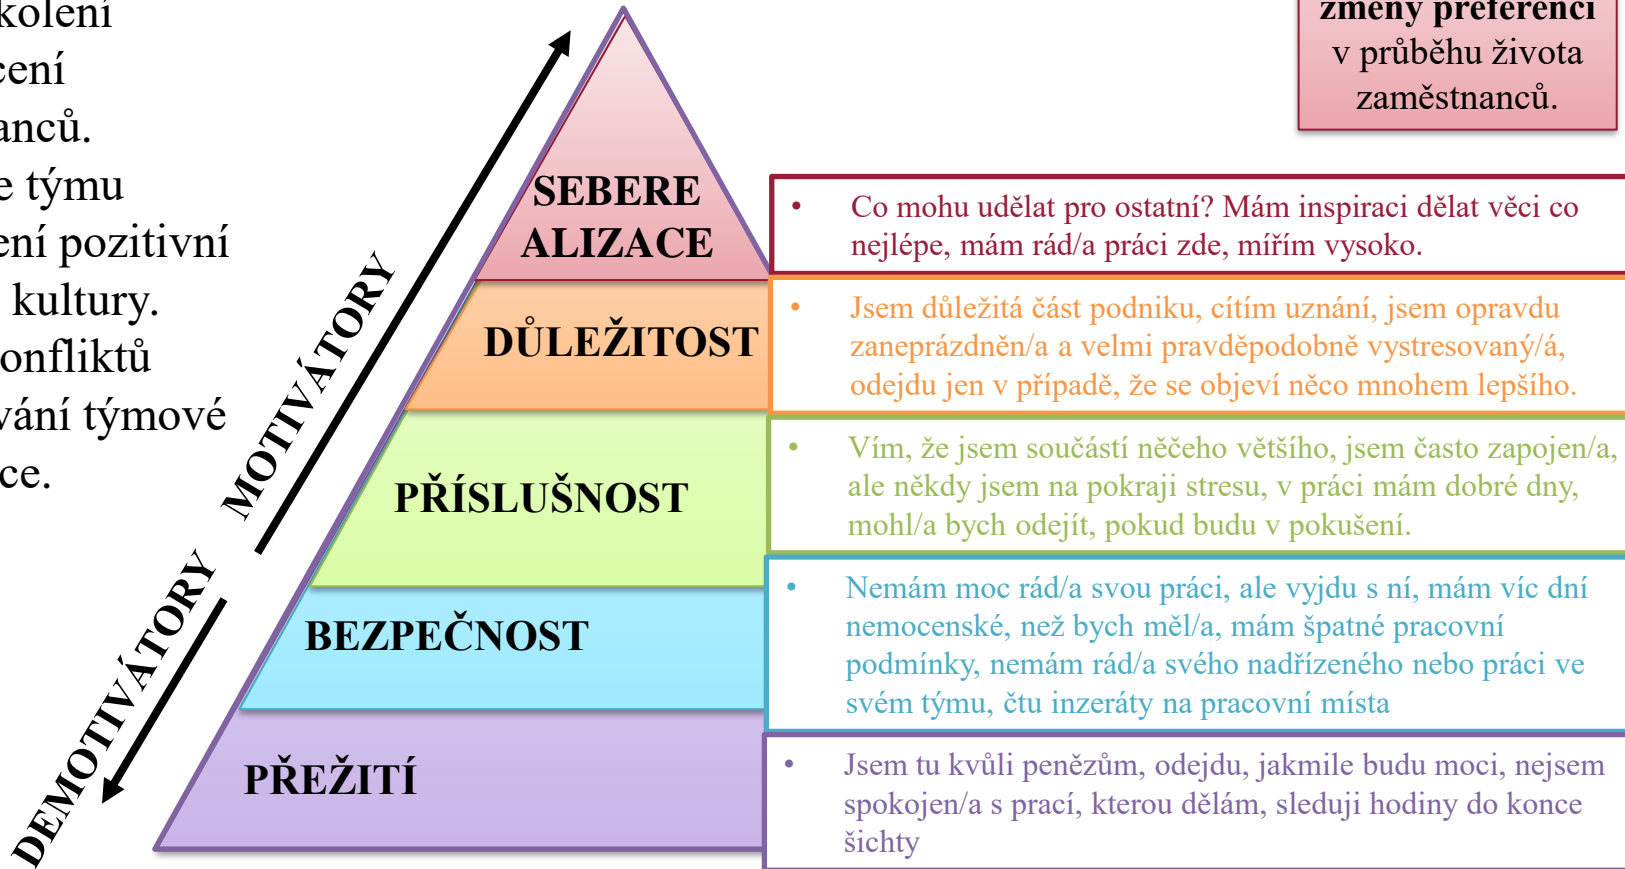 kolení
cení
anců.
e týmu
ení pozitivní
kultury.
onfliktů
vání týmové
ce.
změny preferencí
v průběhu života
zaměstnanců.
MOTIVÁTORY
DEMOTIVÁTORY
SEBERE
ALIZACE
• Co mohu udělat pro ostatní? Mám inspiraci dělat věci co
nejlépe, mám rád/a práci zde, mířím vysoko.
DŮLEŽITOST
• Jsem důležitá část podniku, cítím uznání, jsem opravdu
zaneprázdněn/a a velmi pravděpodobně vystresovaný/á,
odejdu jen v případě, že se objeví něco mnohem lepšího.
PŘÍSLUŠNOST
• Vím, že jsem součástí něčeho většího, jsem často zapojen/a,
ale někdy jsem na pokraji stresu, v práci mám dobré dny,
mohl/a bych odejít, pokud budu v pokušení.
BEZPEČNOST
• Nemám moc rád/a svou práci, ale vyjdu s ní, mám víc dní
nemocenské, než bych měl/a, mám špatné pracovní
podmínky, nemám rád/a svého nadřízeného nebo práci ve
svém týmu, čtu inzeráty na pracovní místa
PŘEŽITÍ
• Jsem tu kvůli penězům, odejdu, jakmile budu moci, nejsem
spokojen/a s prací, kterou dělám, sleduji hodiny do konce
šichty